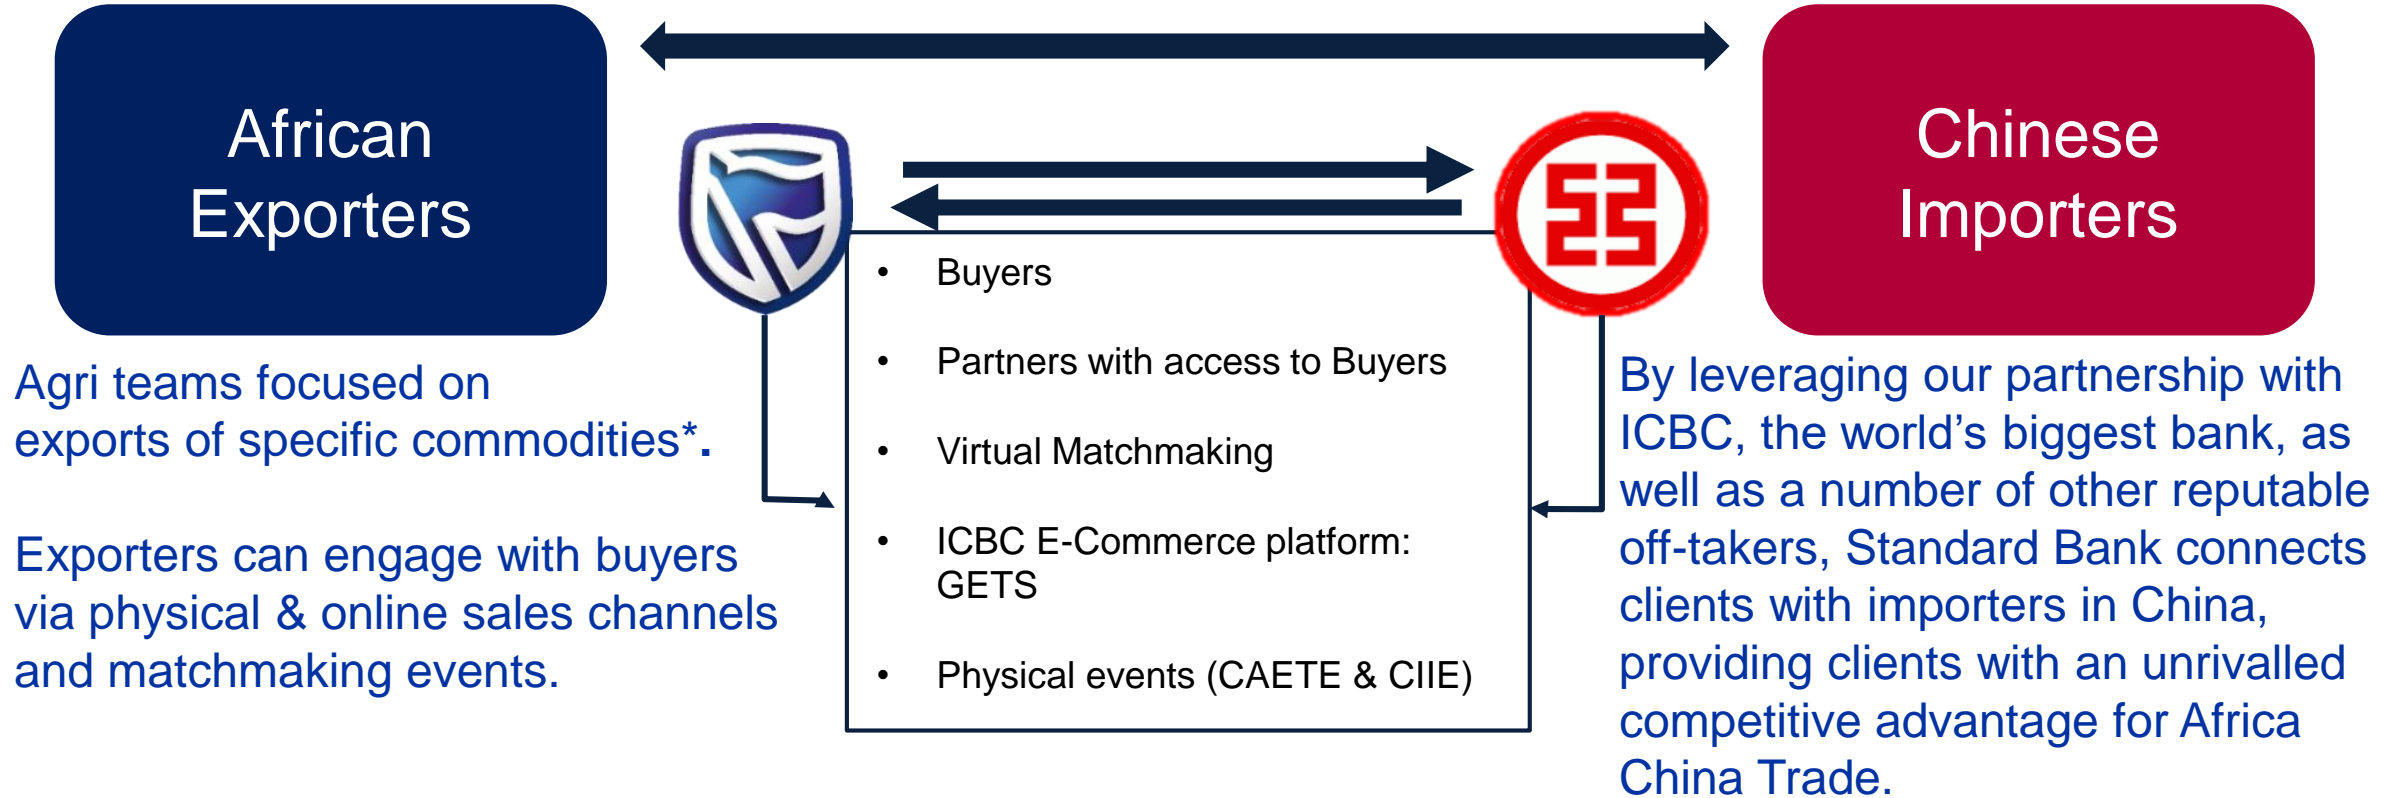 African
Exporters
Chinese
Importers
Agri teams focused on
exports of specific commodities*.
Exporters can engage with buyers
via physical & online sales channels
and matchmaking events.
• Buyers
• Partners with access to Buyers
• Virtual Matchmaking
• ICBC E-Commerce platform:
GETS
• Physical events (CAETE & CIIE)
By leveraging our partnership with
ICBC, the world’s biggest bank, as
well as a number of other reputable
off-takers, Standard Bank connects
clients with importers in China,
providing clients with an unrivalled
competitive advantage for Africa
China Trade.